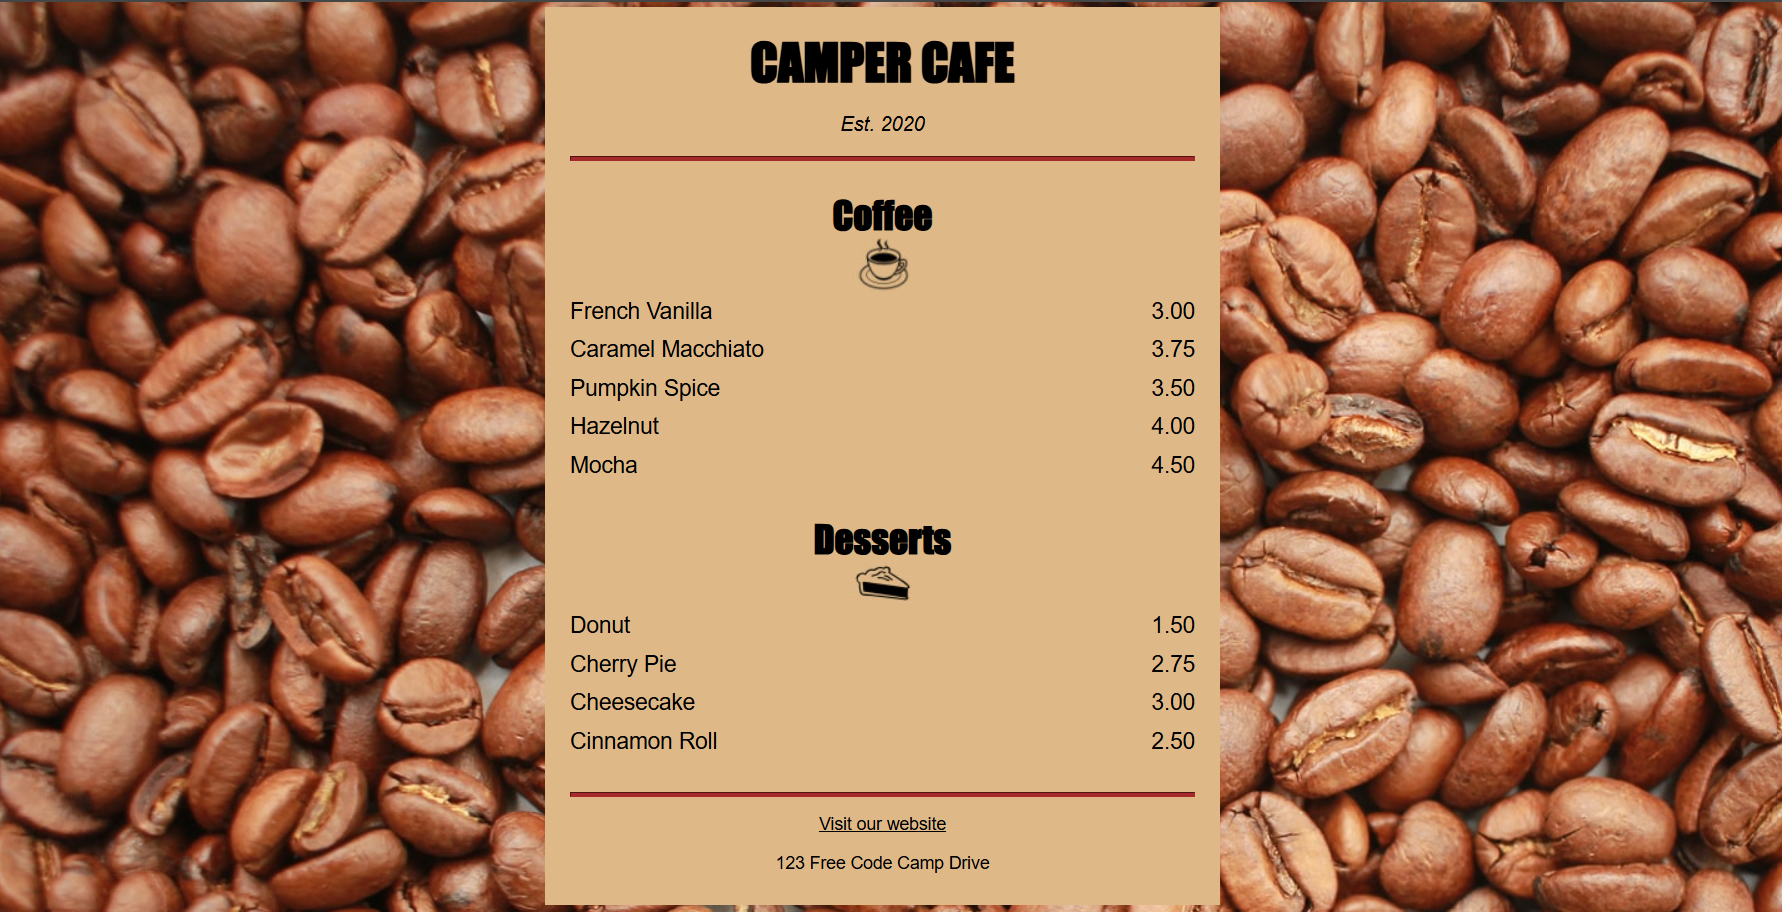 CAMPER CAFE
Est. 2020
Coffee
French Vanilla 3.00
Caramel Macchiato 3.75
Pumpkin Spice 3.50
Hazelnut 4.00
Mocha 4.50
Desserts
Donut 1.50
Cherry Pie 2.75
Cheesecake 3.00
Cinnamon Roll 2.50
Visit our website
123 Free Code Camp Drive